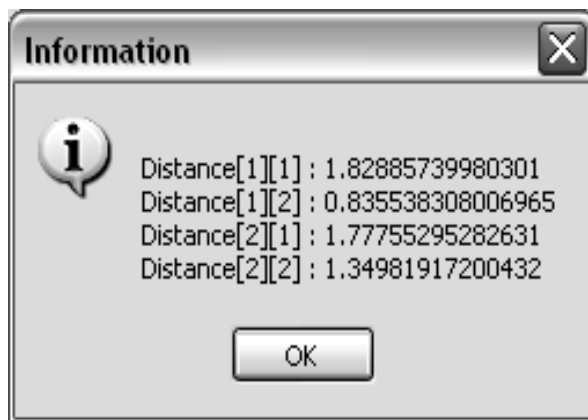 Information
Distance[1][1] : 1.82885739980301
Distance[1][2] : 0.835538308006965
Distance[2][1] : 1.77755295282631
Distance[2][2] : 1.34981917200432
OK